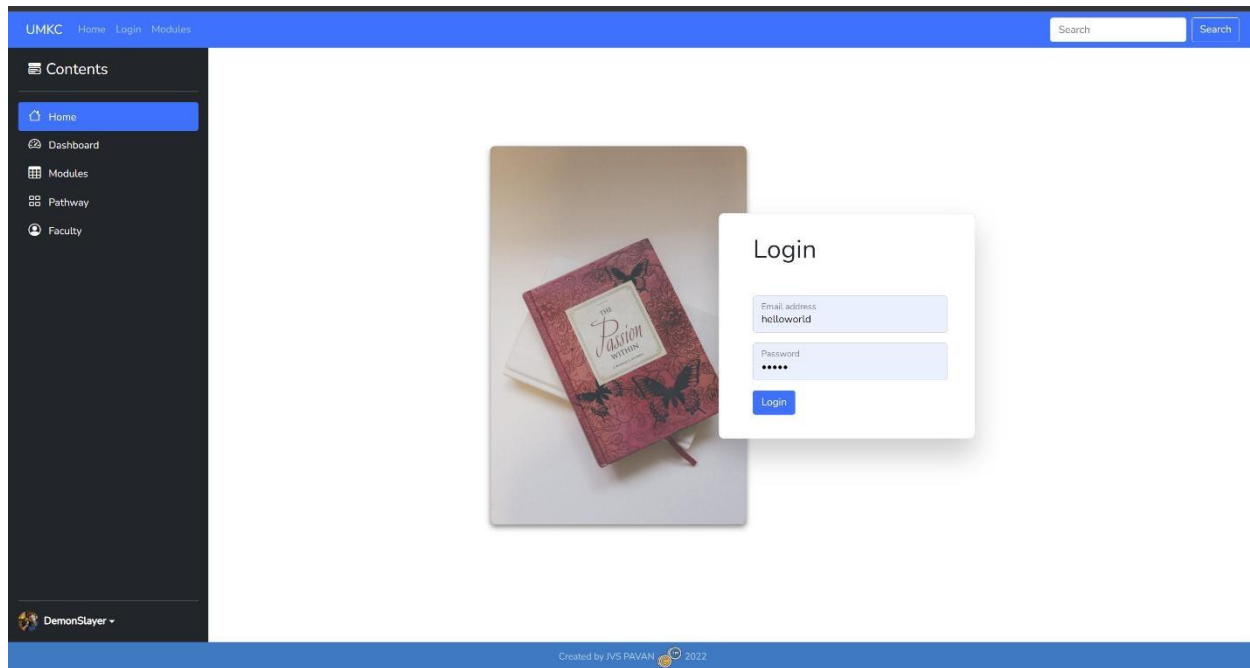 UMKC Home Login Modules Search Search
Contents
Home
Dashboard
Modules
Pathway
Faculty
THE
Passion
WITHIN
Login
Email address
helloworld
Password
•••••
Login
DemonSlayer
Created by JVS PAVAN 2022